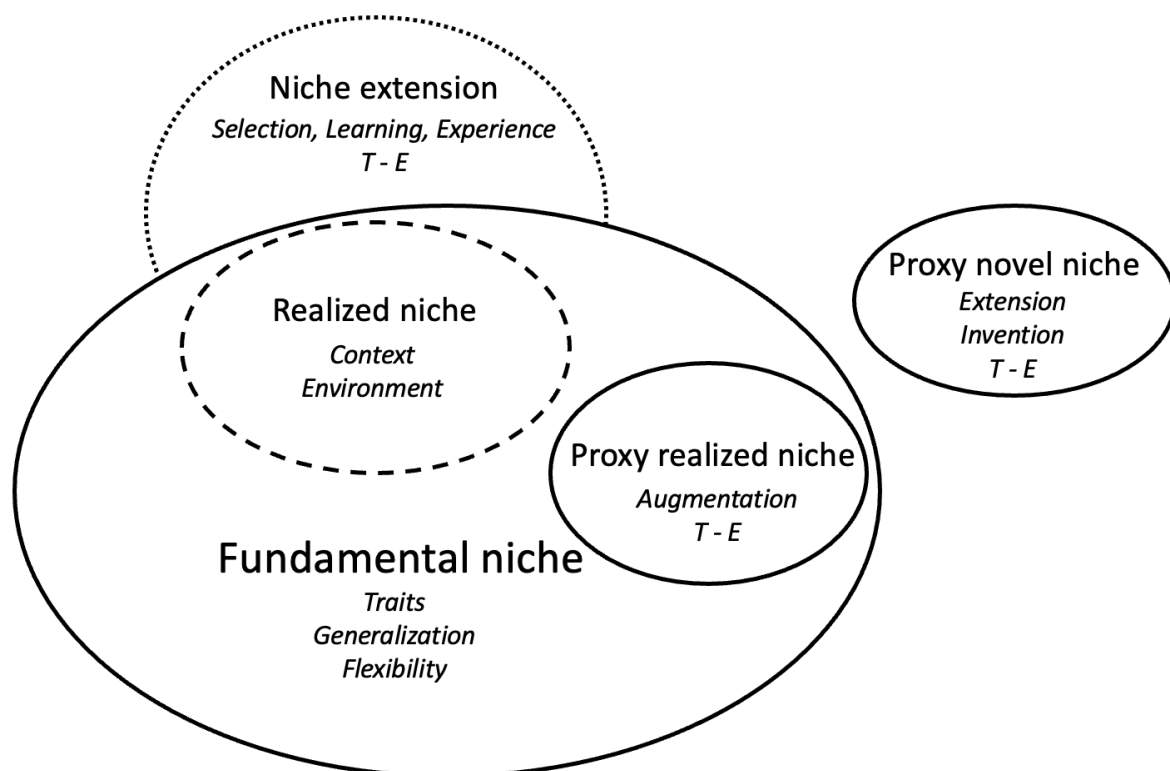 Niche extension
Selection, Learning, Experience
T - E
Proxy novel niche
Extension
Invention
T - E
Realized niche
Context
Environment
Proxy realized niche
Augmentation
T - E
Fundamental niche
Traits
Generalization
Flexibility